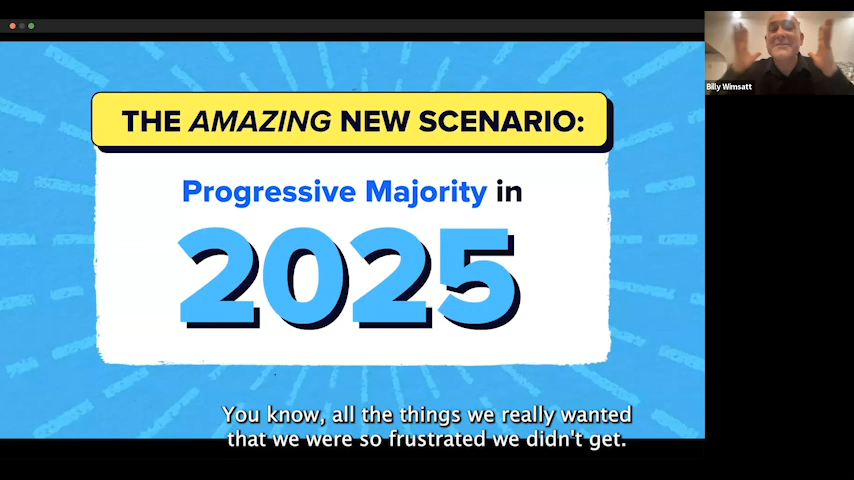 THE AMAZING NEW SCENARIO:
Progressive Majority in
2025
Billy Wimsatt
You know, all the things we really wanted
that we were so frustrated we didn't get.